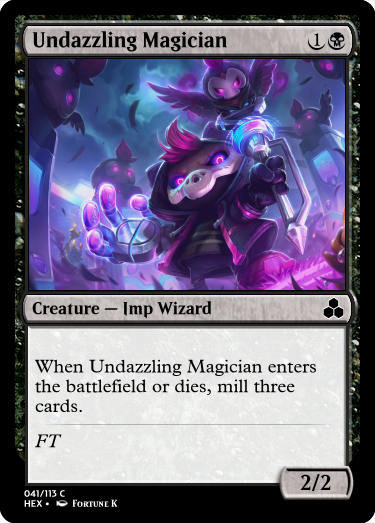 Undazzling Magician 1
Creature — Imp Wizard
When Undazzling Magician enters
the battlefield or dies, mill three
cards.
FT
2/2
041/113 C
HEX • Fortune K